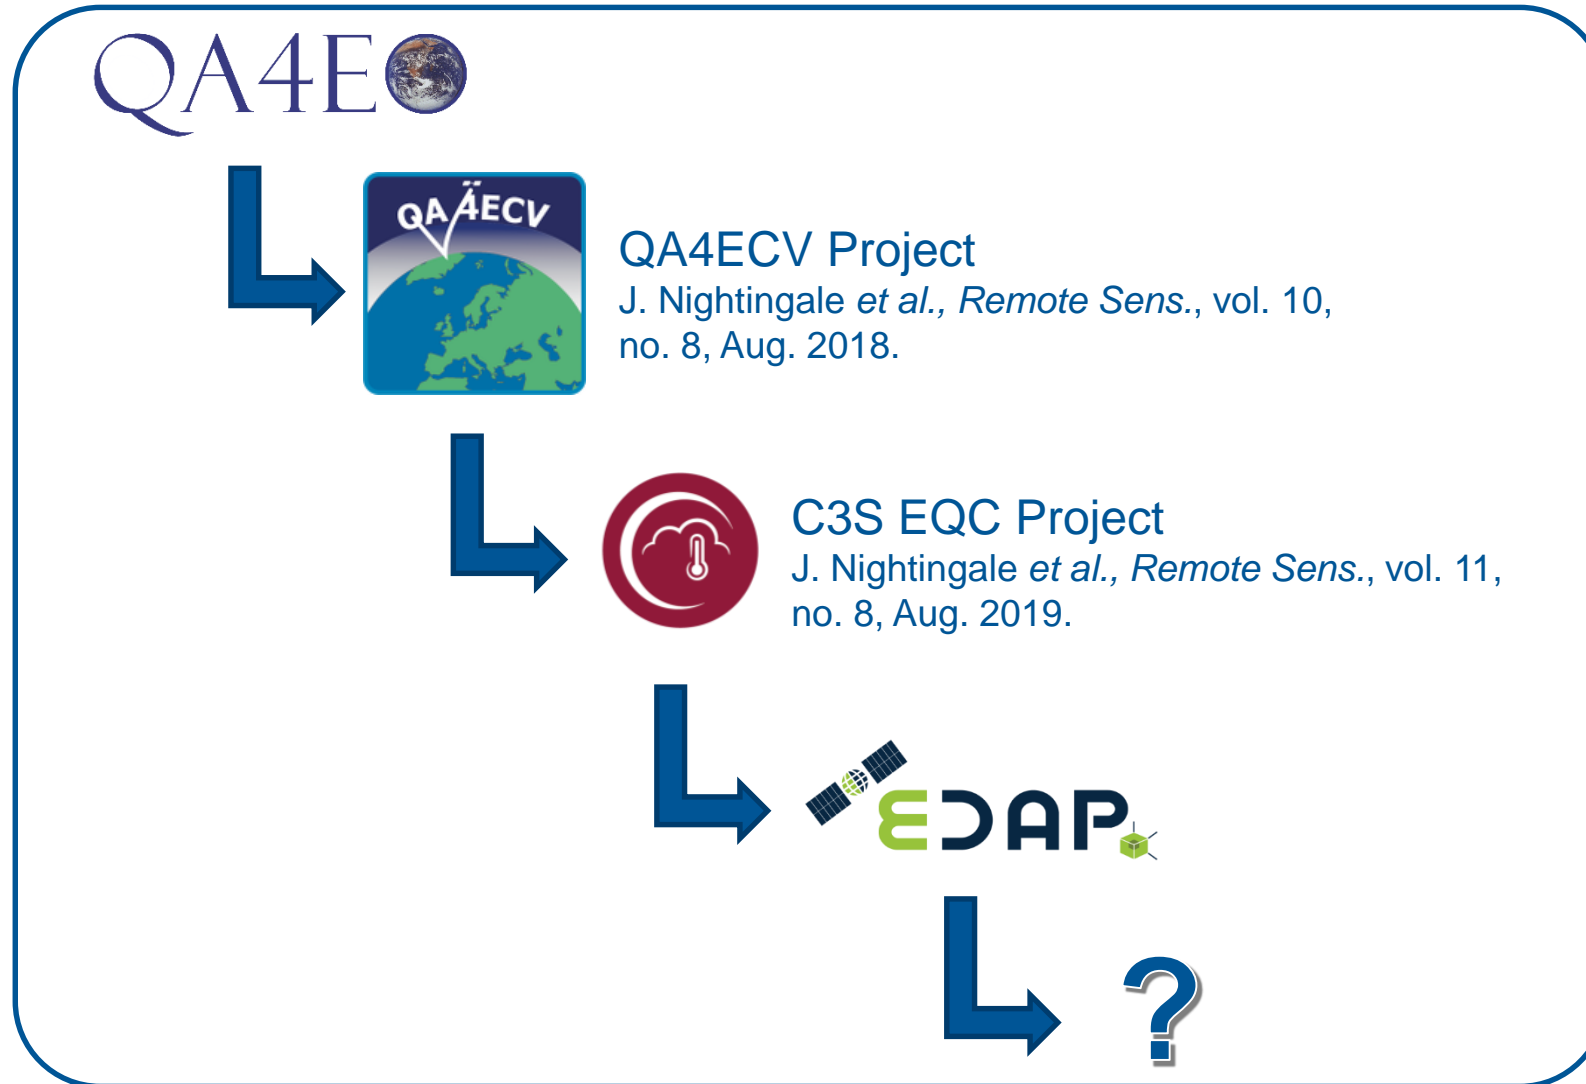 QA4EO
QA4ECV
QA4ECV Project
J. Nightingale et al., Remote Sens., vol. 10,
no. 8, Aug. 2018.
C3S EQC Project
J. Nightingale et al., Remote Sens., vol. 11,
no. 8, Aug. 2019.
EDAP
?